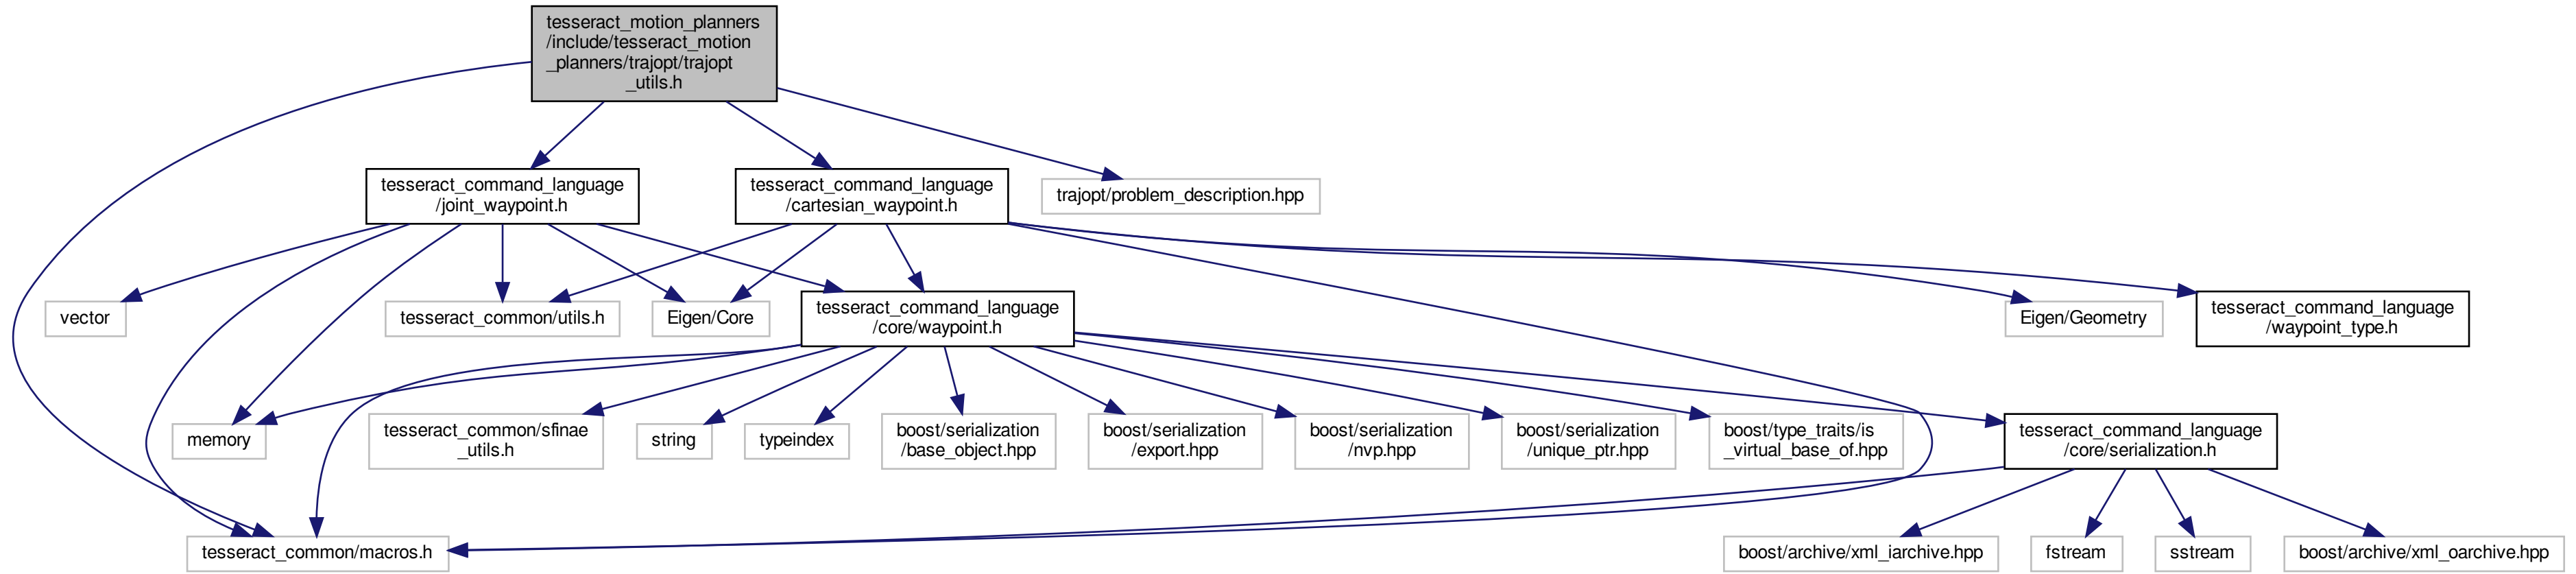 tesseract_motion_planners
/include/tesseract_motion
_planners/trajopt/trajopt
_utils.h
tesseract_command_language
/joint_waypoint.h
tesseract_command_language
/cartesian_waypoint.h
trajopt/problem_description.hpp
vector
tesseract_common/utils.h
Eigen/Core
tesseract_command_language
/core/waypoint.h
Eigen/Geometry
tesseract_command_language
/waypoint_type.h
memory
tesseract_common/sfinae
_utils.h
string
typeindex
boost/serialization
/base_object.hpp
boost/serialization
/export.hpp
boost/serialization
/nvp.hpp
boost/serialization
/unique_ptr.hpp
boost/type_traits/is
_virtual_base_of.hpp
tesseract_command_language
/core/serialization.h
tesseract_common/macros.h
boost/archive/xml_iarchive.hpp
fstream
sstream
boost/archive/xml_oarchive.hpp